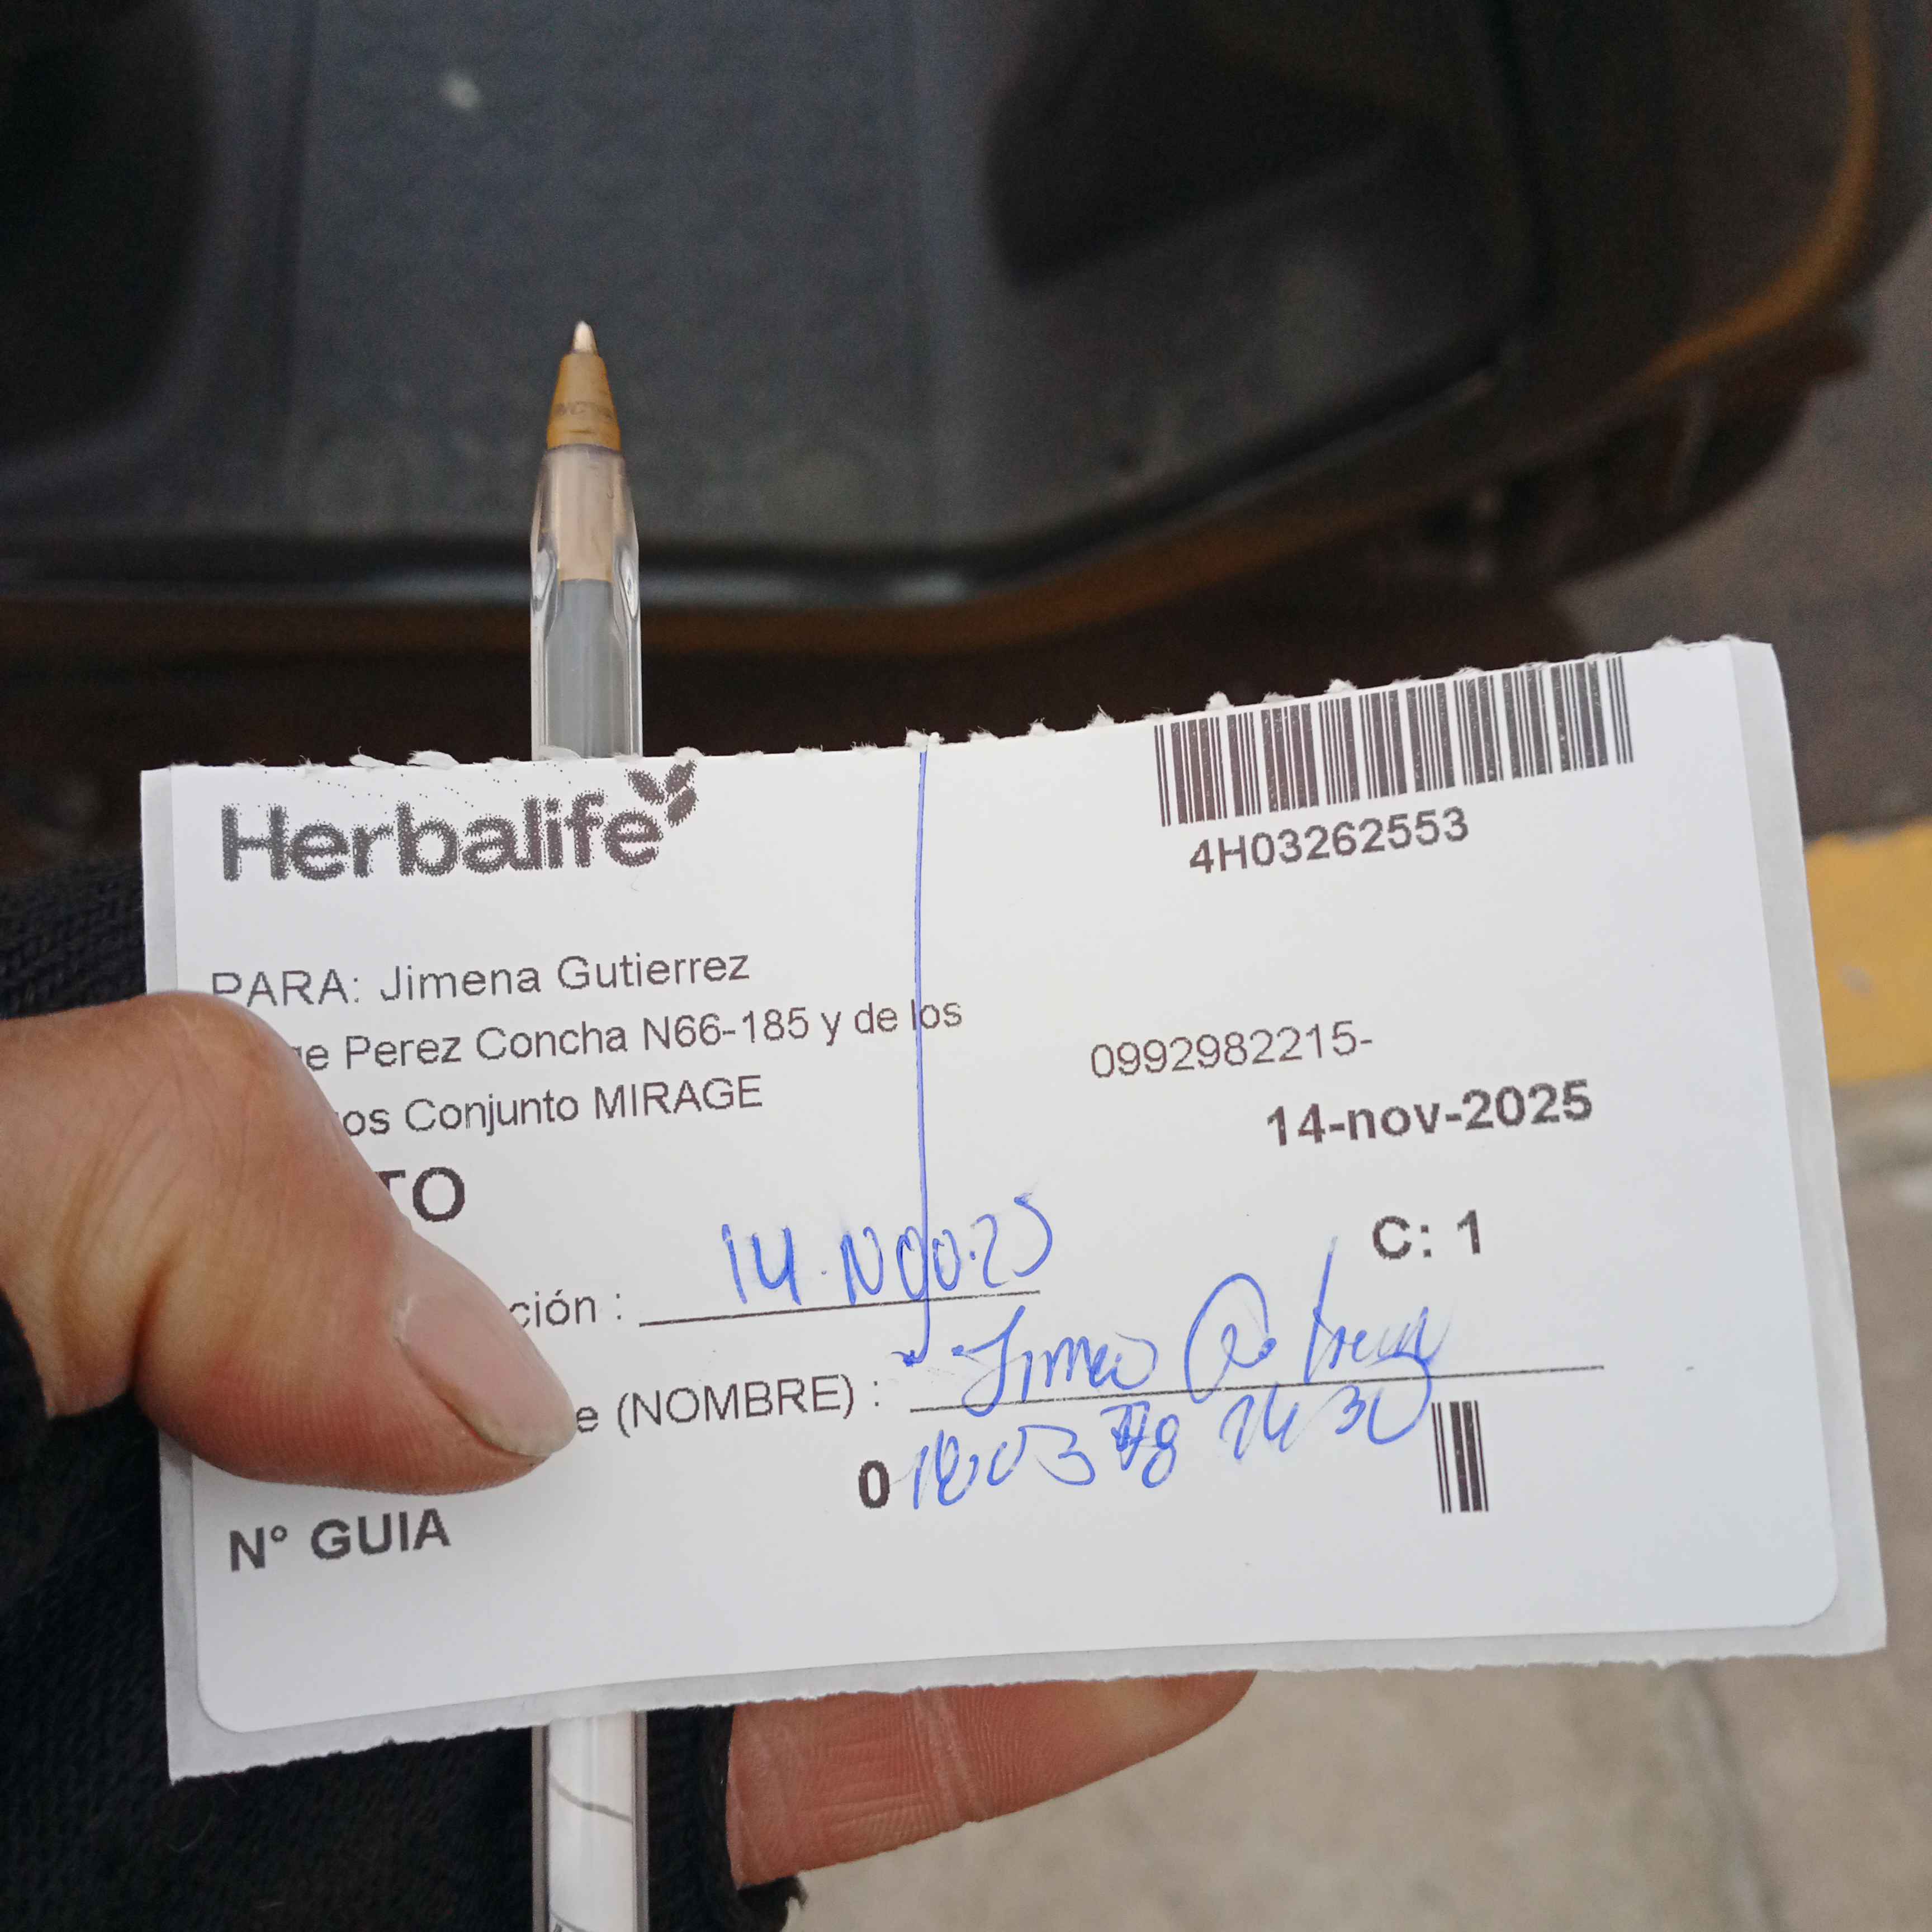 Herbalife
4H03262553
PARA: Jimena Gutierrez
ge Perez Concha N66-185 y de los
os Conjunto MIRAGE
0992982215-
14-nov-2025
TO
C: 1
ción : 14-Nov-25
e (NOMBRE) :
0
N° GUIA